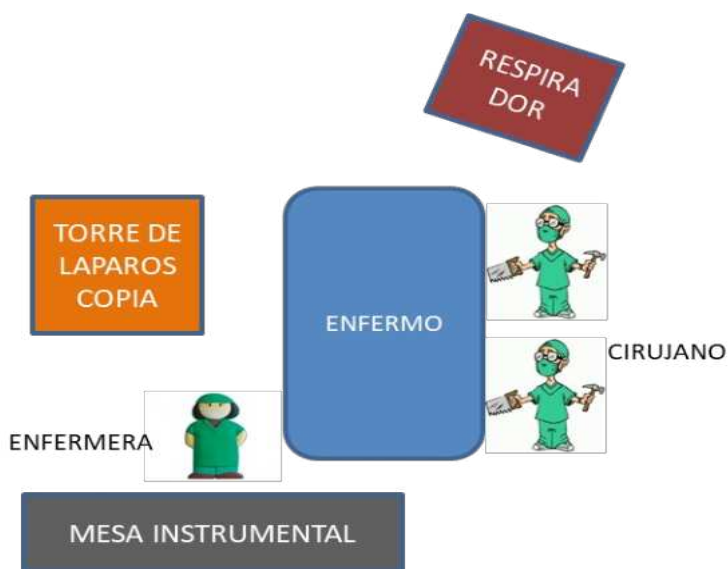 RESPIRA
DOR
TORRE DE
LAPAROS
COPIA
ENFERMO
CIRUJANO
ENFERMERA
MESA INSTRUMENTAL